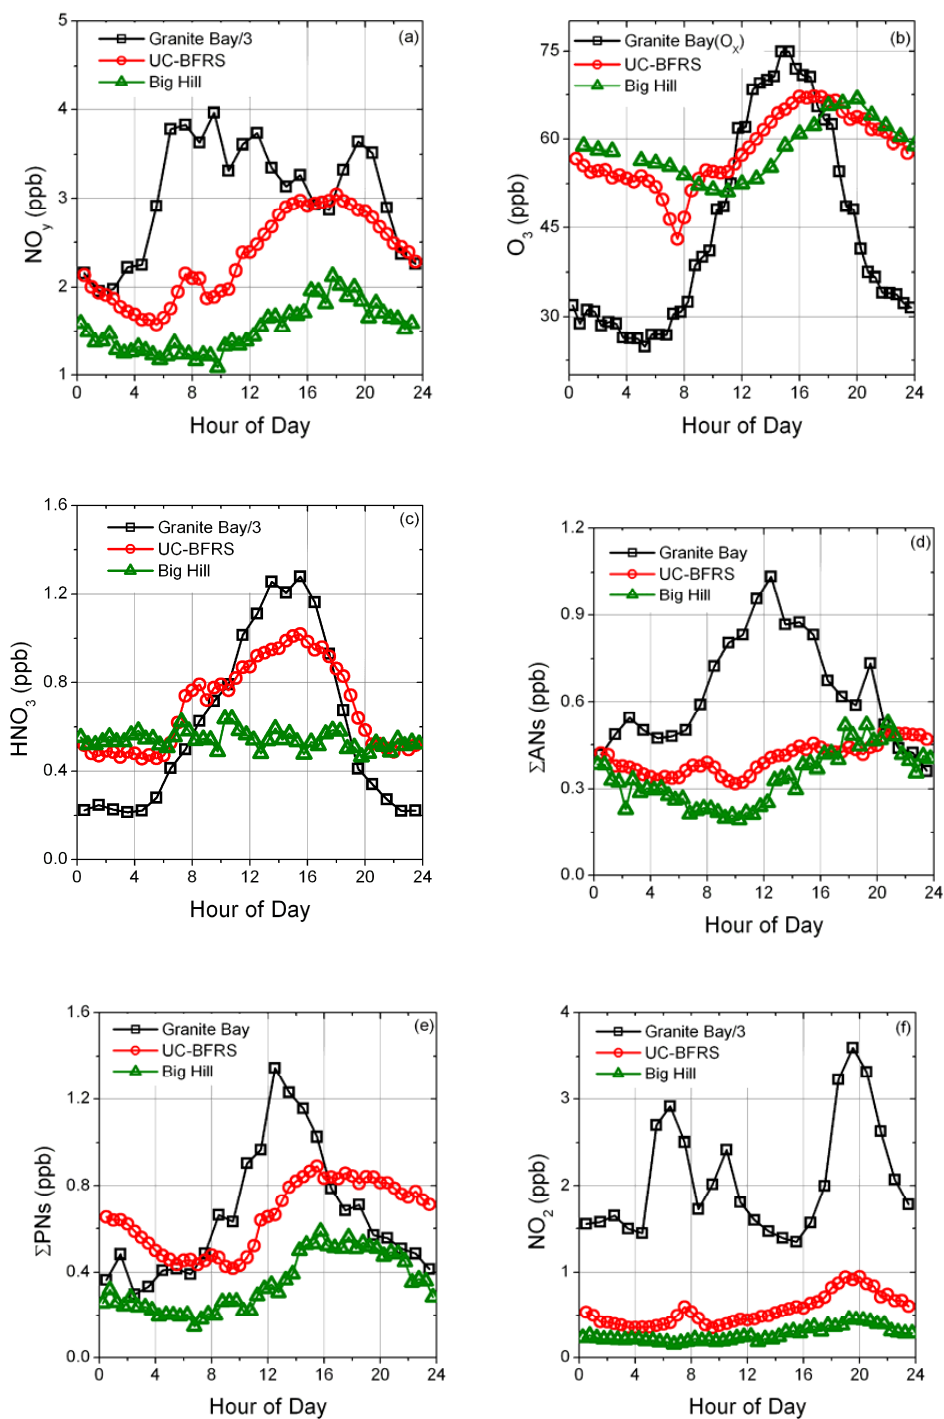 (a)
Granite Bay/3
UC-BFRS
Big Hill
5
4
3
2
1
NOy (ppb)
0 4 8 12 16 20 24
Hour of Day
(b)
Granite Bay(OX)
UC-BFRS
Big Hill
75
60
45
30
O3 (ppb)
0 4 8 12 16 20 24
Hour of Day
(c)
Granite Bay/3
UC-BFRS
Big Hill
1.6
1.2
0.8
0.4
0.0
HNO3 (ppb)
0 4 8 12 16 20 24
Hour of Day
(d)
Granite Bay
UC-BFRS
Big Hill
1.2
0.9
0.6
0.3
0.0
ΣANs (ppb)
0 4 8 12 16 20 24
Hour of Day
(e)
Granite Bay
UC-BFRS
Big Hill
1.6
1.2
0.8
0.4
0.0
ΣPNs (ppb)
0 4 8 12 16 20 24
Hour of Day
(f)
Granite Bay/3
UC-BFRS
Big Hill
4
3
2
1
0
NO2 (ppb)
0 4 8 12 16 20 24
Hour of Day